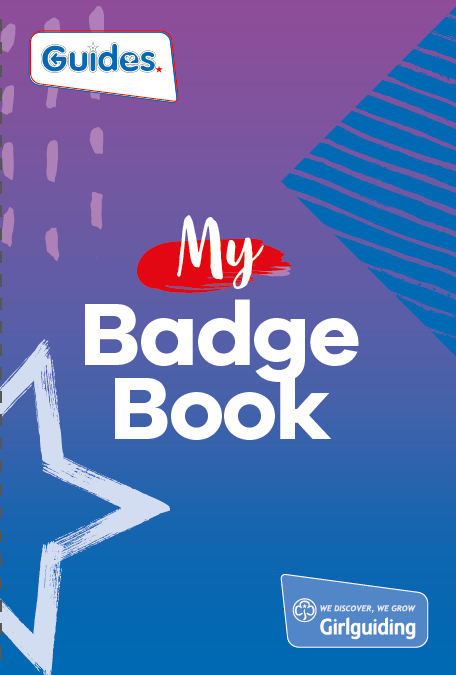 Guides.
My
Badge
Book
WE DISCOVER, WE GROW
Girlguiding